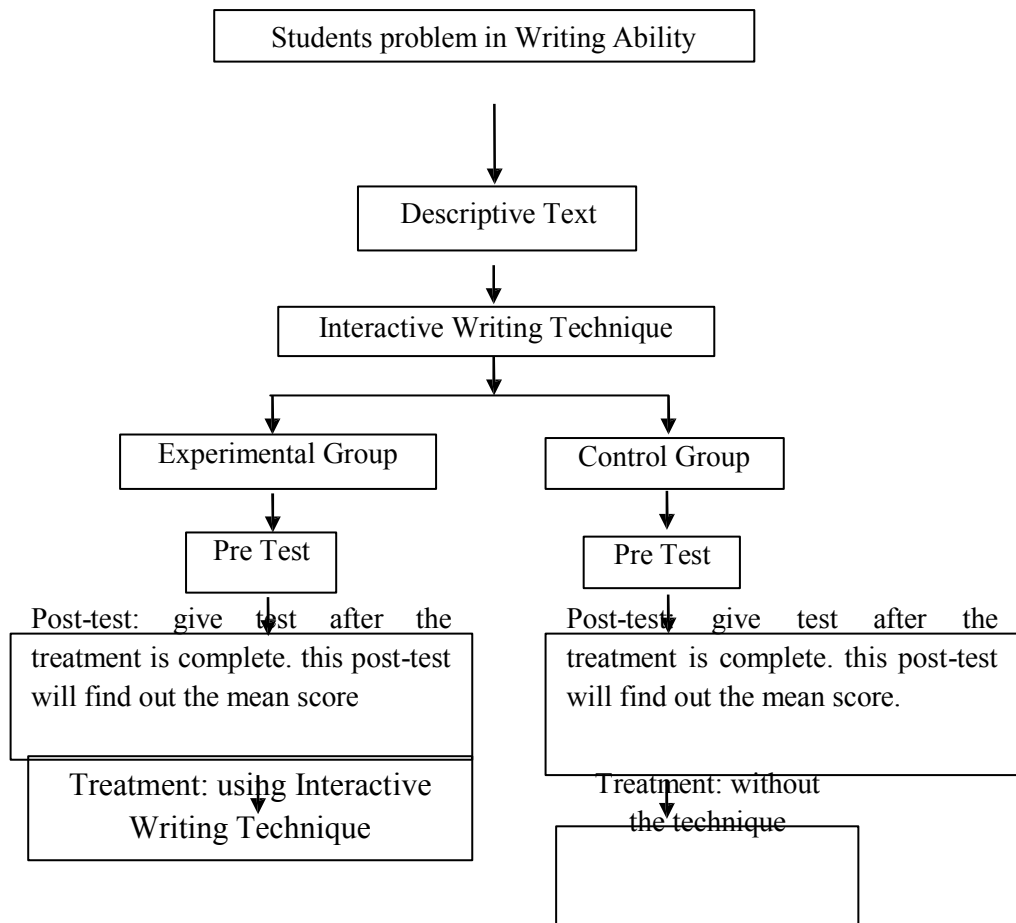 Students problem in Writing Ability
Descriptive Text
Interactive Writing Technique
Experimental Group
Control Group
Pre Test
Pre Test
Post-test: give test after the
treatment is complete. this post-test
will find out the mean score
Post-test: give test after the
treatment is complete. this post-test
will find out the mean score.
Treatment: using Interactive
Writing Technique
Treatment: without
the technique